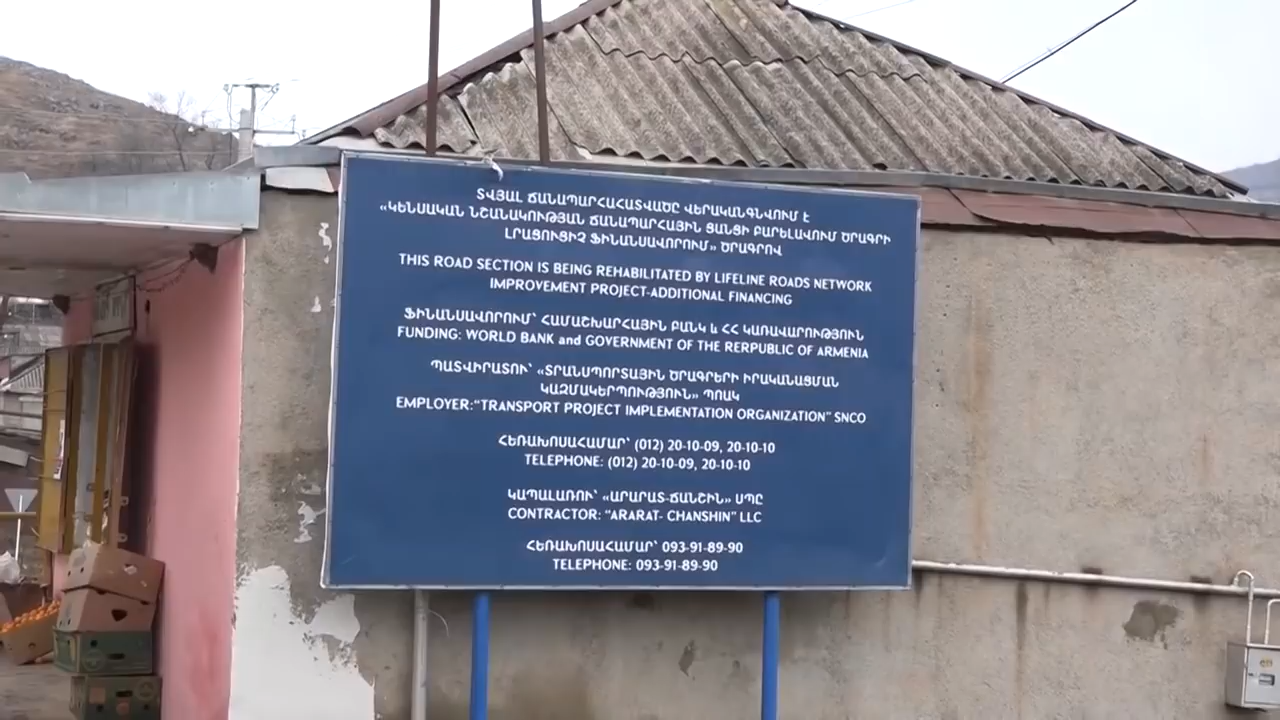 ՏՎՅԱԼ ՃԱՆԱՊԱՐՀԱՀԱՏՎԱԾԸ ՎԵՐԱԿԱՆԳՆՎՈՒՄ Է
«ԿԵՆՍԱԿԱՆ ՆՇԱՆԱԿՈՒԹՅԱՆ ՃԱՆԱՊԱՐՀԱՅԻՆ ՑԱՆՑԻ ԲԱՐԵԼԱՎՈՒՄ ԾՐԱԳՐԻ
ԼՐԱՑՈՒՑԻՉ ՖԻՆԱՆՍԱՎՈՐՈՒՄ» ԾՐԱԳՐՈՎ
THIS ROAD SECTION IS BEING REHABILITATED BY LIFELINE ROADS NETWORK
IMPROVEMENT PROJECT-ADDITIONAL FINANCING
ՖԻՆԱՆՍԱՎՈՐՈՒՄ՝ ՀԱՄԱՇԽԱՐՀԱՅԻՆ ԲԱՆԿ և ՀՀ ԿԱՌԱՎԱՐՈՒԹՅՈՒՆ
FUNDING: WORLD BANK and GOVERNMENT OF THE RERPUBLIC OF ARMENIA
ՊԱՏՎԻՐԱՏՈՒ՝ «ՏՐԱՆՍՊՈՐՏԱՅԻՆ ԾՐԱԳՐԵՐԻ ԻՐԱԿԱՆԱՑՄԱՆ
ԿԱԶՄԱԿԵՐՊՈՒԹՅՈՒՆ» ՊՈԱԿ
EMPLOYER:“TRANSPORT PROJECT IMPLEMENTATION ORGANIZATION” SNCO
ՀԵՌԱԽՈՍԱՀԱՄԱՐ՝ (012) 20-10-09, 20-10-10
TELEPHONE: (012) 20-10-09, 20-10-10
ԿԱՊԱԼԱՌՈՒ՝ «ԱՐԱՐԱՏ-ՃԱՆՇԻՆ» ՍՊԸ
CONTRACTOR: “ARARAT- CHANSHIN” LLC
ՀԵՌԱԽՈՍԱՀԱՄԱՐ՝ 093-91-89-90
TELEPHONE: 093-91-89-90